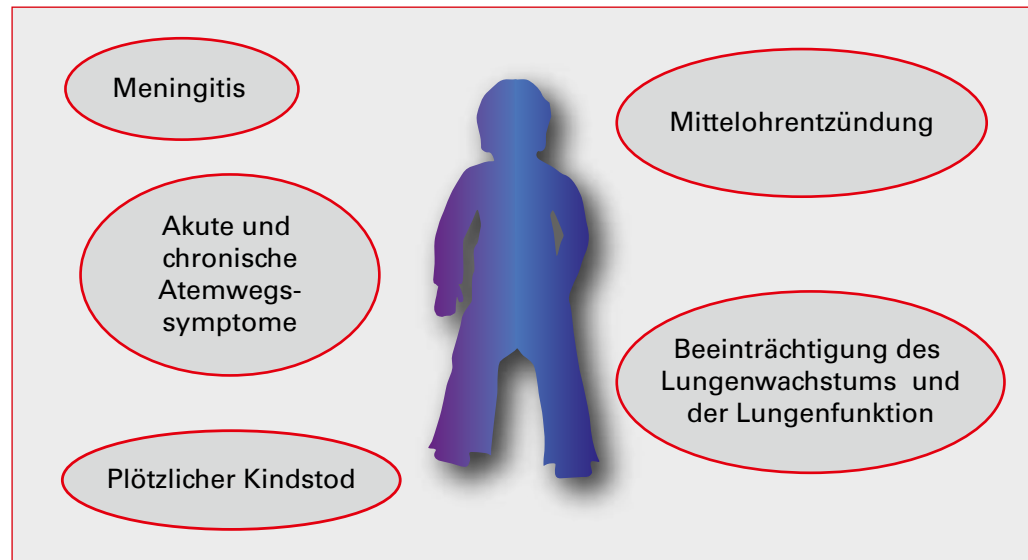 Meningitis
Mittelohrentzündung
Akute und
chronische
Atemwegs-
symptome
Beeinträchtigung des
Lungenwachstums und
der Lungenfunktion
Plötzlicher Kindstod